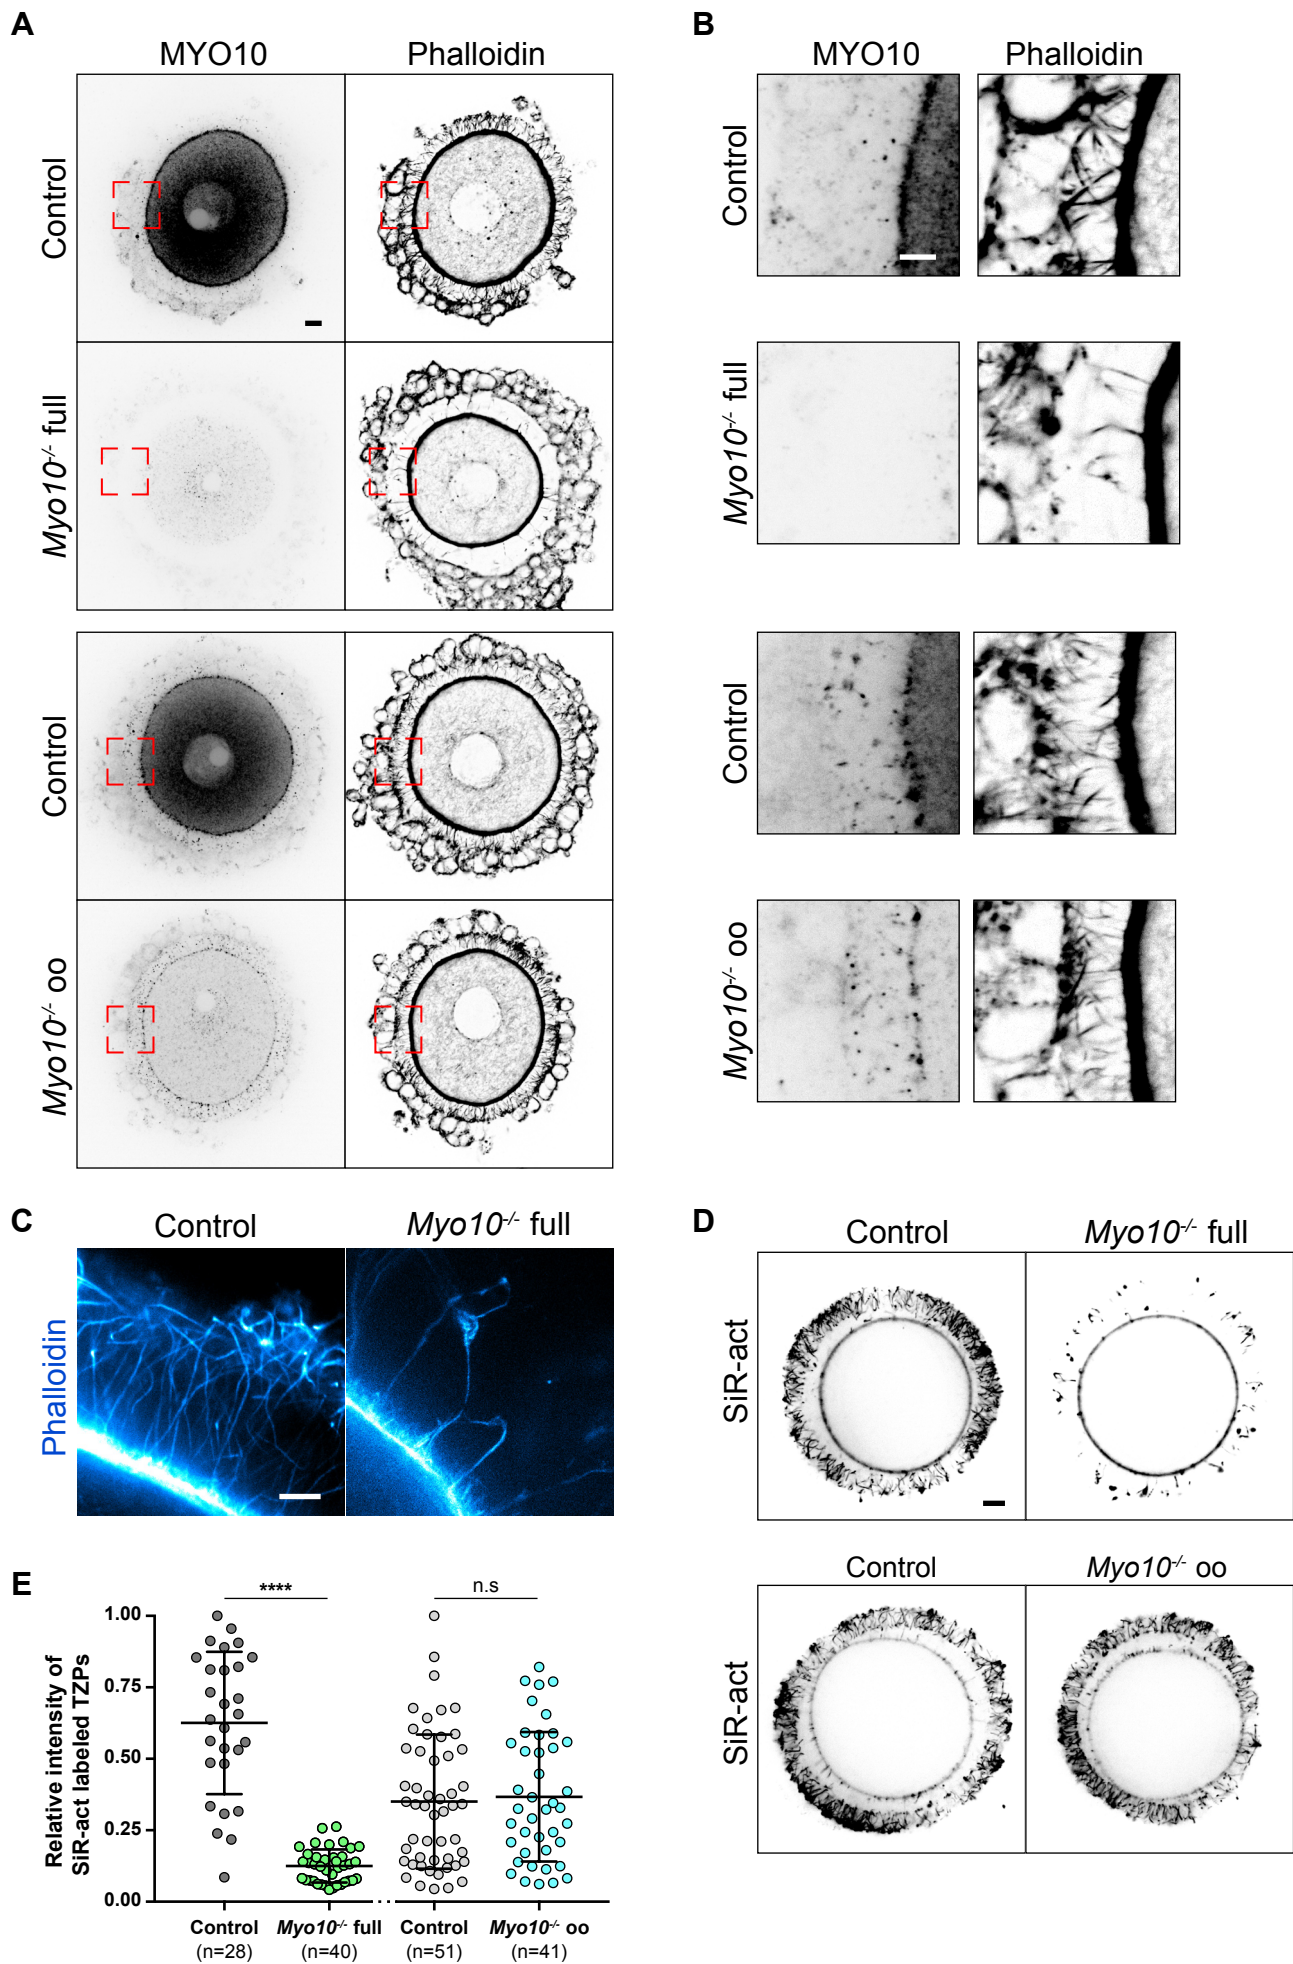 A
MYO10 Phalloidin
Control
Myo10-/- full
Control
Myo10-/- oo
B
MYO10 Phalloidin
Control
Myo10-/- full
Control
Myo10-/- oo
C
Control Myo10-/- full
Phalloidin
D
Control Myo10-/- full
SiR-act
Control Myo10-/- oo
SiR-act
E
**** n.s
Relative intensity of
SiR-act labeled TZPs
1.00
0.75
0.50
0.25
0.00
Control Myo10-/- full Control Myo10-/- oo
(n=28) (n=40) (n=51) (n=41)